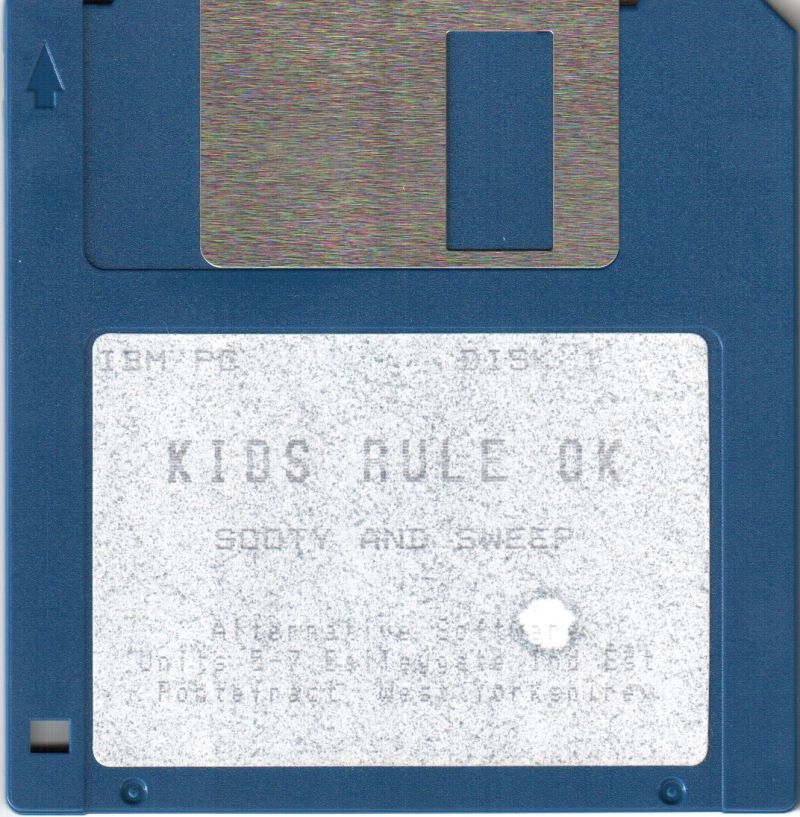 IBM PC DISK 1
KIDS RULE OK
SOOTY AND SWEEP
Alternative Software
Units 5-7 Baileygate Ind Est
Pontefract West Yorkshire